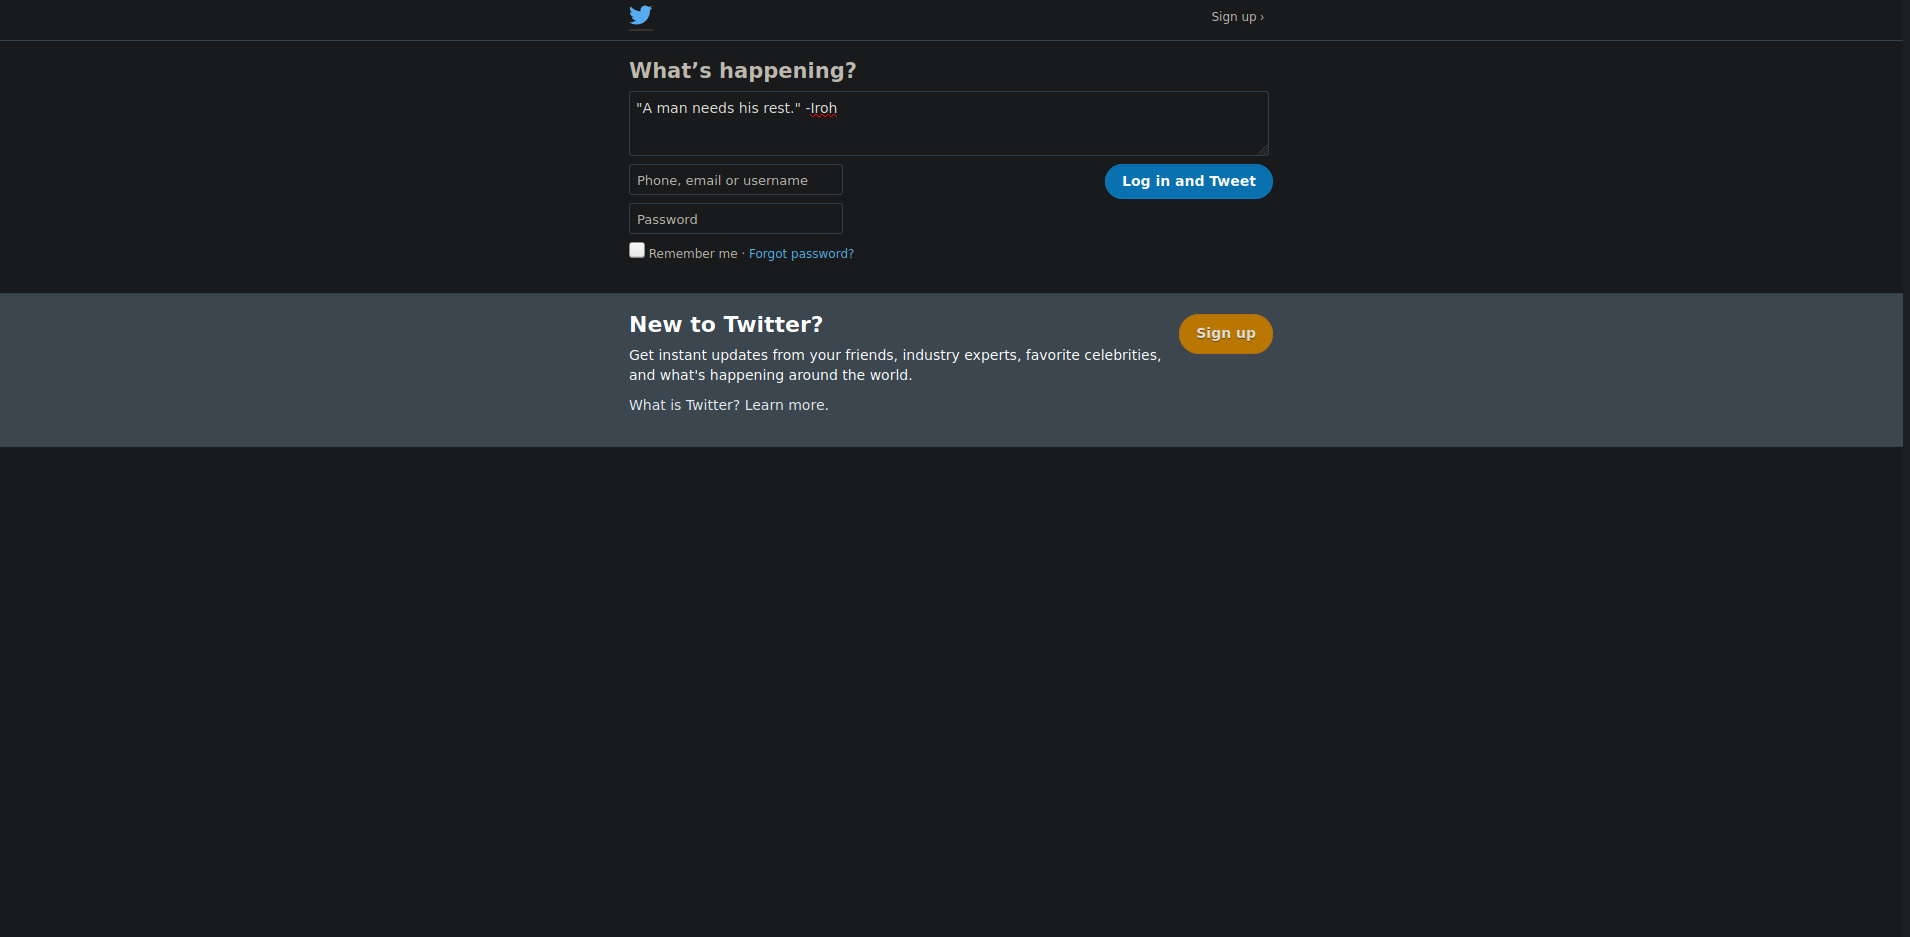 Sign up ›
What’s happening?
"A man needs his rest." -Iroh
Phone, email or username
Log in and Tweet
Password
Remember me · Forgot password?
New to Twitter?
Sign up
Get instant updates from your friends, industry experts, favorite celebrities,
and what's happening around the world.
What is Twitter? Learn more.